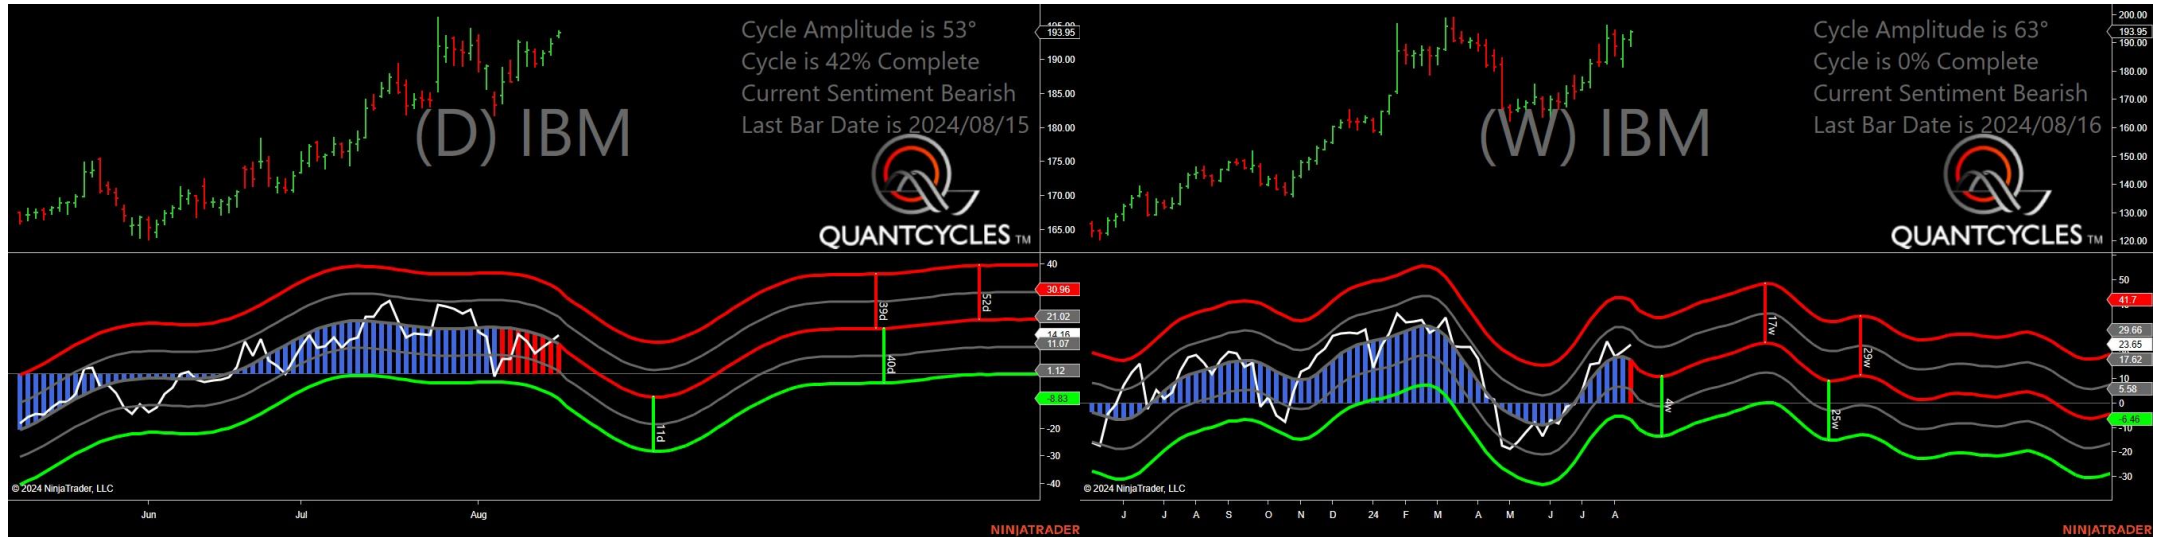 Cycle Amplitude is 53°
Cycle is 42% Complete
Current Sentiment Bearish
Last Bar Date is 2024/08/15
(D) IBM
QUANTCYCLES TM
195.00
193.95
190.00
185.00
180.00
175.00
170.00
165.00
40
30.96
21.02
14.16
11.07
1.12
-8.83
-20
-30
-40
39d
40d
52d
11d
© 2024 NinjaTrader, LLC
Jun
Jul
Aug
NINJATRADER
Cycle Amplitude is 63°
Cycle is 0% Complete
Current Sentiment Bearish
Last Bar Date is 2024/08/16
(W) IBM
QUANTCYCLES TM
200.00
193.95
190.00
180.00
170.00
160.00
150.00
140.00
130.00
120.00
50
41.7
29.66
23.65
17.62
10
5.58
0
-6.46
-10
-20
-30
17w
29w
4w
25w
© 2024 NinjaTrader, LLC
J J A S O N D 24 F M A M J J A
NINJATRADER